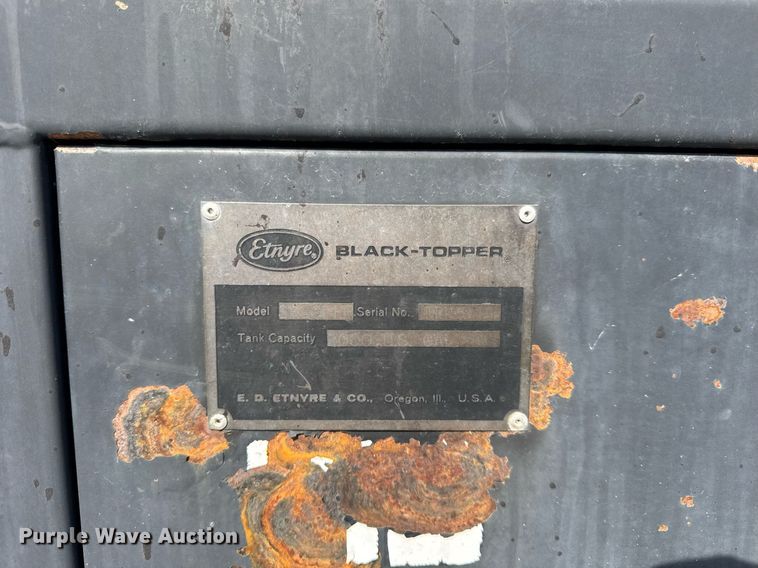 Etnyre® BLACK-TOPPER
Model Serial No.
Tank Capacity U.S.
E. D. ETNYRE & CO., Oregon, Ill., U.S.A.
Purple Wave Auction